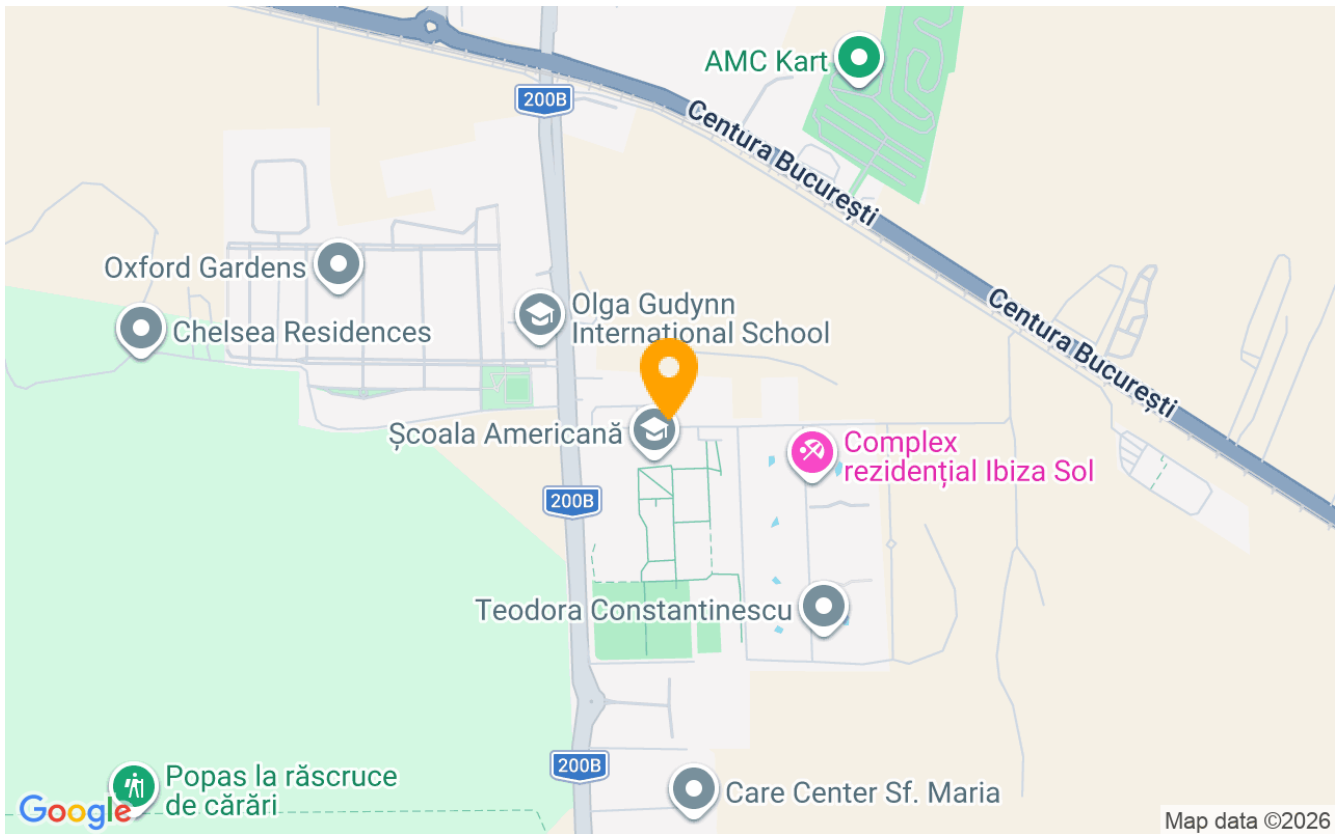 AMC Kart
200B
Centura București
Oxford Gardens
Chelsea Residences
Olga Gudynn
International School
Centura București
Școala Americană
Complex
rezidențial Ibiza Sol
200B
Teodora Constantinescu
200B
Popas la răscruce
de cărări
Care Center Sf. Maria
Google
Map data ©2026